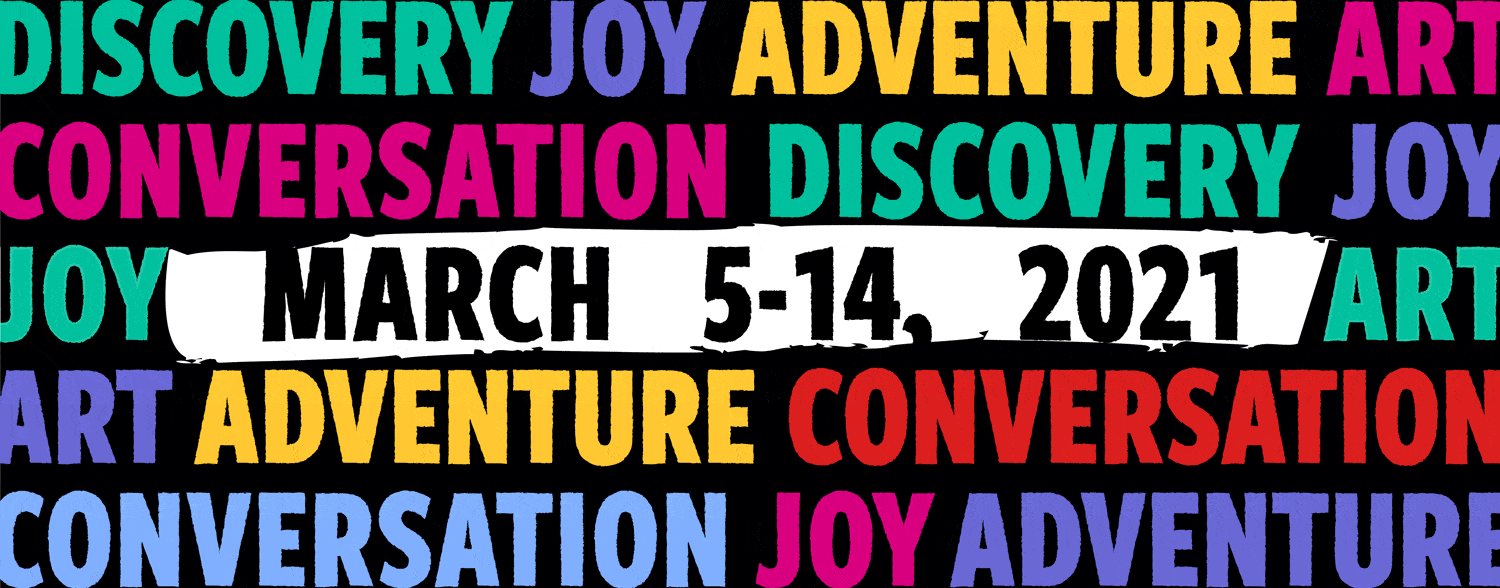 DISCOVERY JOY ADVENTURE ART
CONVERSATION DISCOVERY JOY
JOY MARCH 5-14, 2021 ART
ART ADVENTURE CONVERSATION
CONVERSATION JOY ADVENTURE